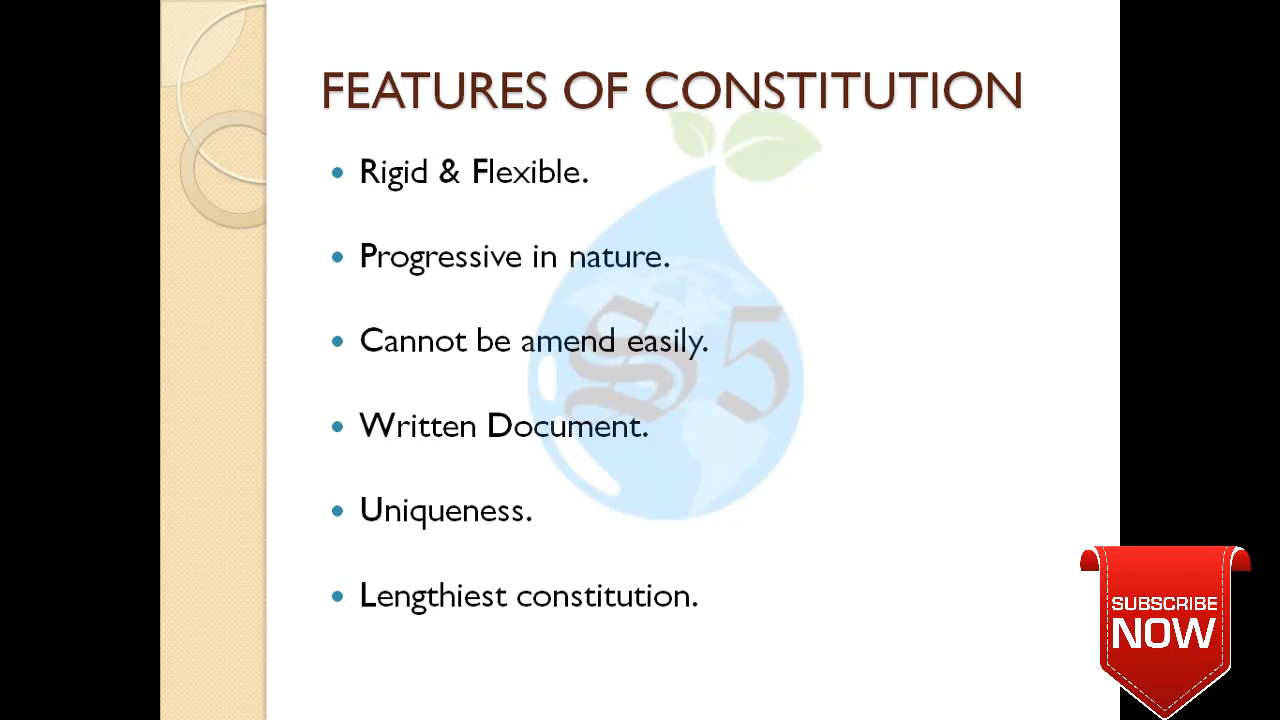 FEATURES OF CONSTITUTION
• Rigid & Flexible.
• Progressive in nature.
• Cannot be amend easily.
• Written Document.
• Uniqueness.
• Lengthiest constitution.
S5
SUBSCRIBE
NOW